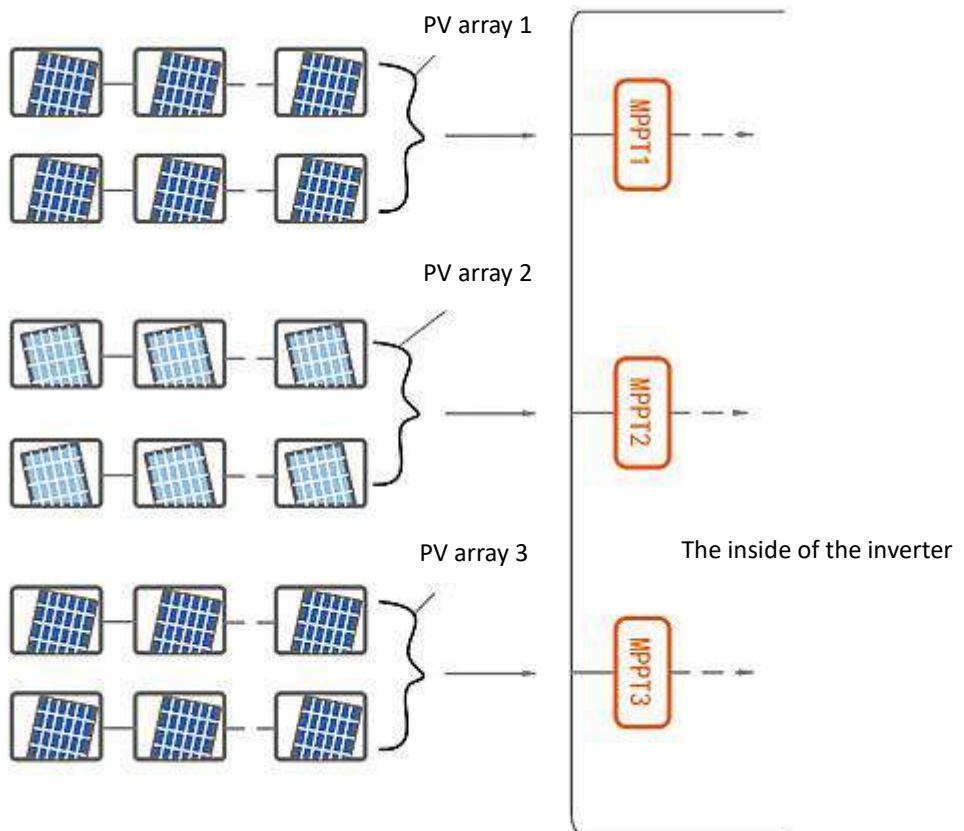 PV array 1
MPPT1
PV array 2
MPPT2
PV array 3
The inside of the inverter
MPPT3